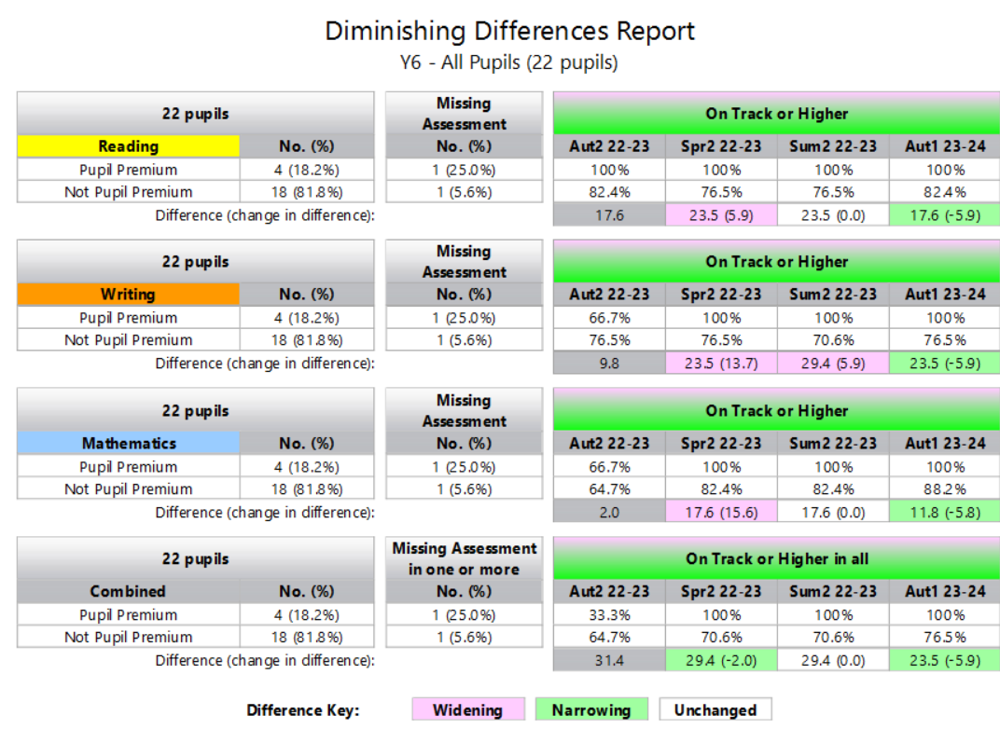 Diminishing Differences Report
Y6 - All Pupils (22 pupils)
22 pupils Missing Assessment On Track or Higher
Reading No. (%) No. (%) Aut2 22-23 Spr2 22-23 Sum2 22-23 Aut1 23-24
Pupil Premium 4 (18.2%) 1 (25.0%) 100% 100% 100% 100%
Not Pupil Premium 18 (81.8%) 1 (5.6%) 82.4% 76.5% 76.5% 82.4%
Difference (change in difference): 17.6 23.5 (5.9) 23.5 (0.0) 17.6 (-5.9)
22 pupils Missing Assessment On Track or Higher
Writing No. (%) No. (%) Aut2 22-23 Spr2 22-23 Sum2 22-23 Aut1 23-24
Pupil Premium 4 (18.2%) 1 (25.0%) 66.7% 100% 100% 100%
Not Pupil Premium 18 (81.8%) 1 (5.6%) 76.5% 76.5% 70.6% 76.5%
Difference (change in difference): 9.8 23.5 (13.7) 29.4 (5.9) 23.5 (-5.9)
22 pupils Missing Assessment On Track or Higher
Mathematics No. (%) No. (%) Aut2 22-23 Spr2 22-23 Sum2 22-23 Aut1 23-24
Pupil Premium 4 (18.2%) 1 (25.0%) 66.7% 100% 100% 100%
Not Pupil Premium 18 (81.8%) 1 (5.6%) 64.7% 82.4% 82.4% 88.2%
Difference (change in difference): 2.0 17.6 (15.6) 17.6 (0.0) 11.8 (-5.8)
22 pupils Missing Assessment in one or more On Track or Higher in all
Combined No. (%) No. (%) Aut2 22-23 Spr2 22-23 Sum2 22-23 Aut1 23-24
Pupil Premium 4 (18.2%) 1 (25.0%) 33.3% 100% 100% 100%
Not Pupil Premium 18 (81.8%) 1 (5.6%) 64.7% 70.6% 70.6% 76.5%
Difference (change in difference): 31.4 29.4 (-2.0) 29.4 (0.0) 23.5 (-5.9)
Difference Key: Widening Narrowing Unchanged